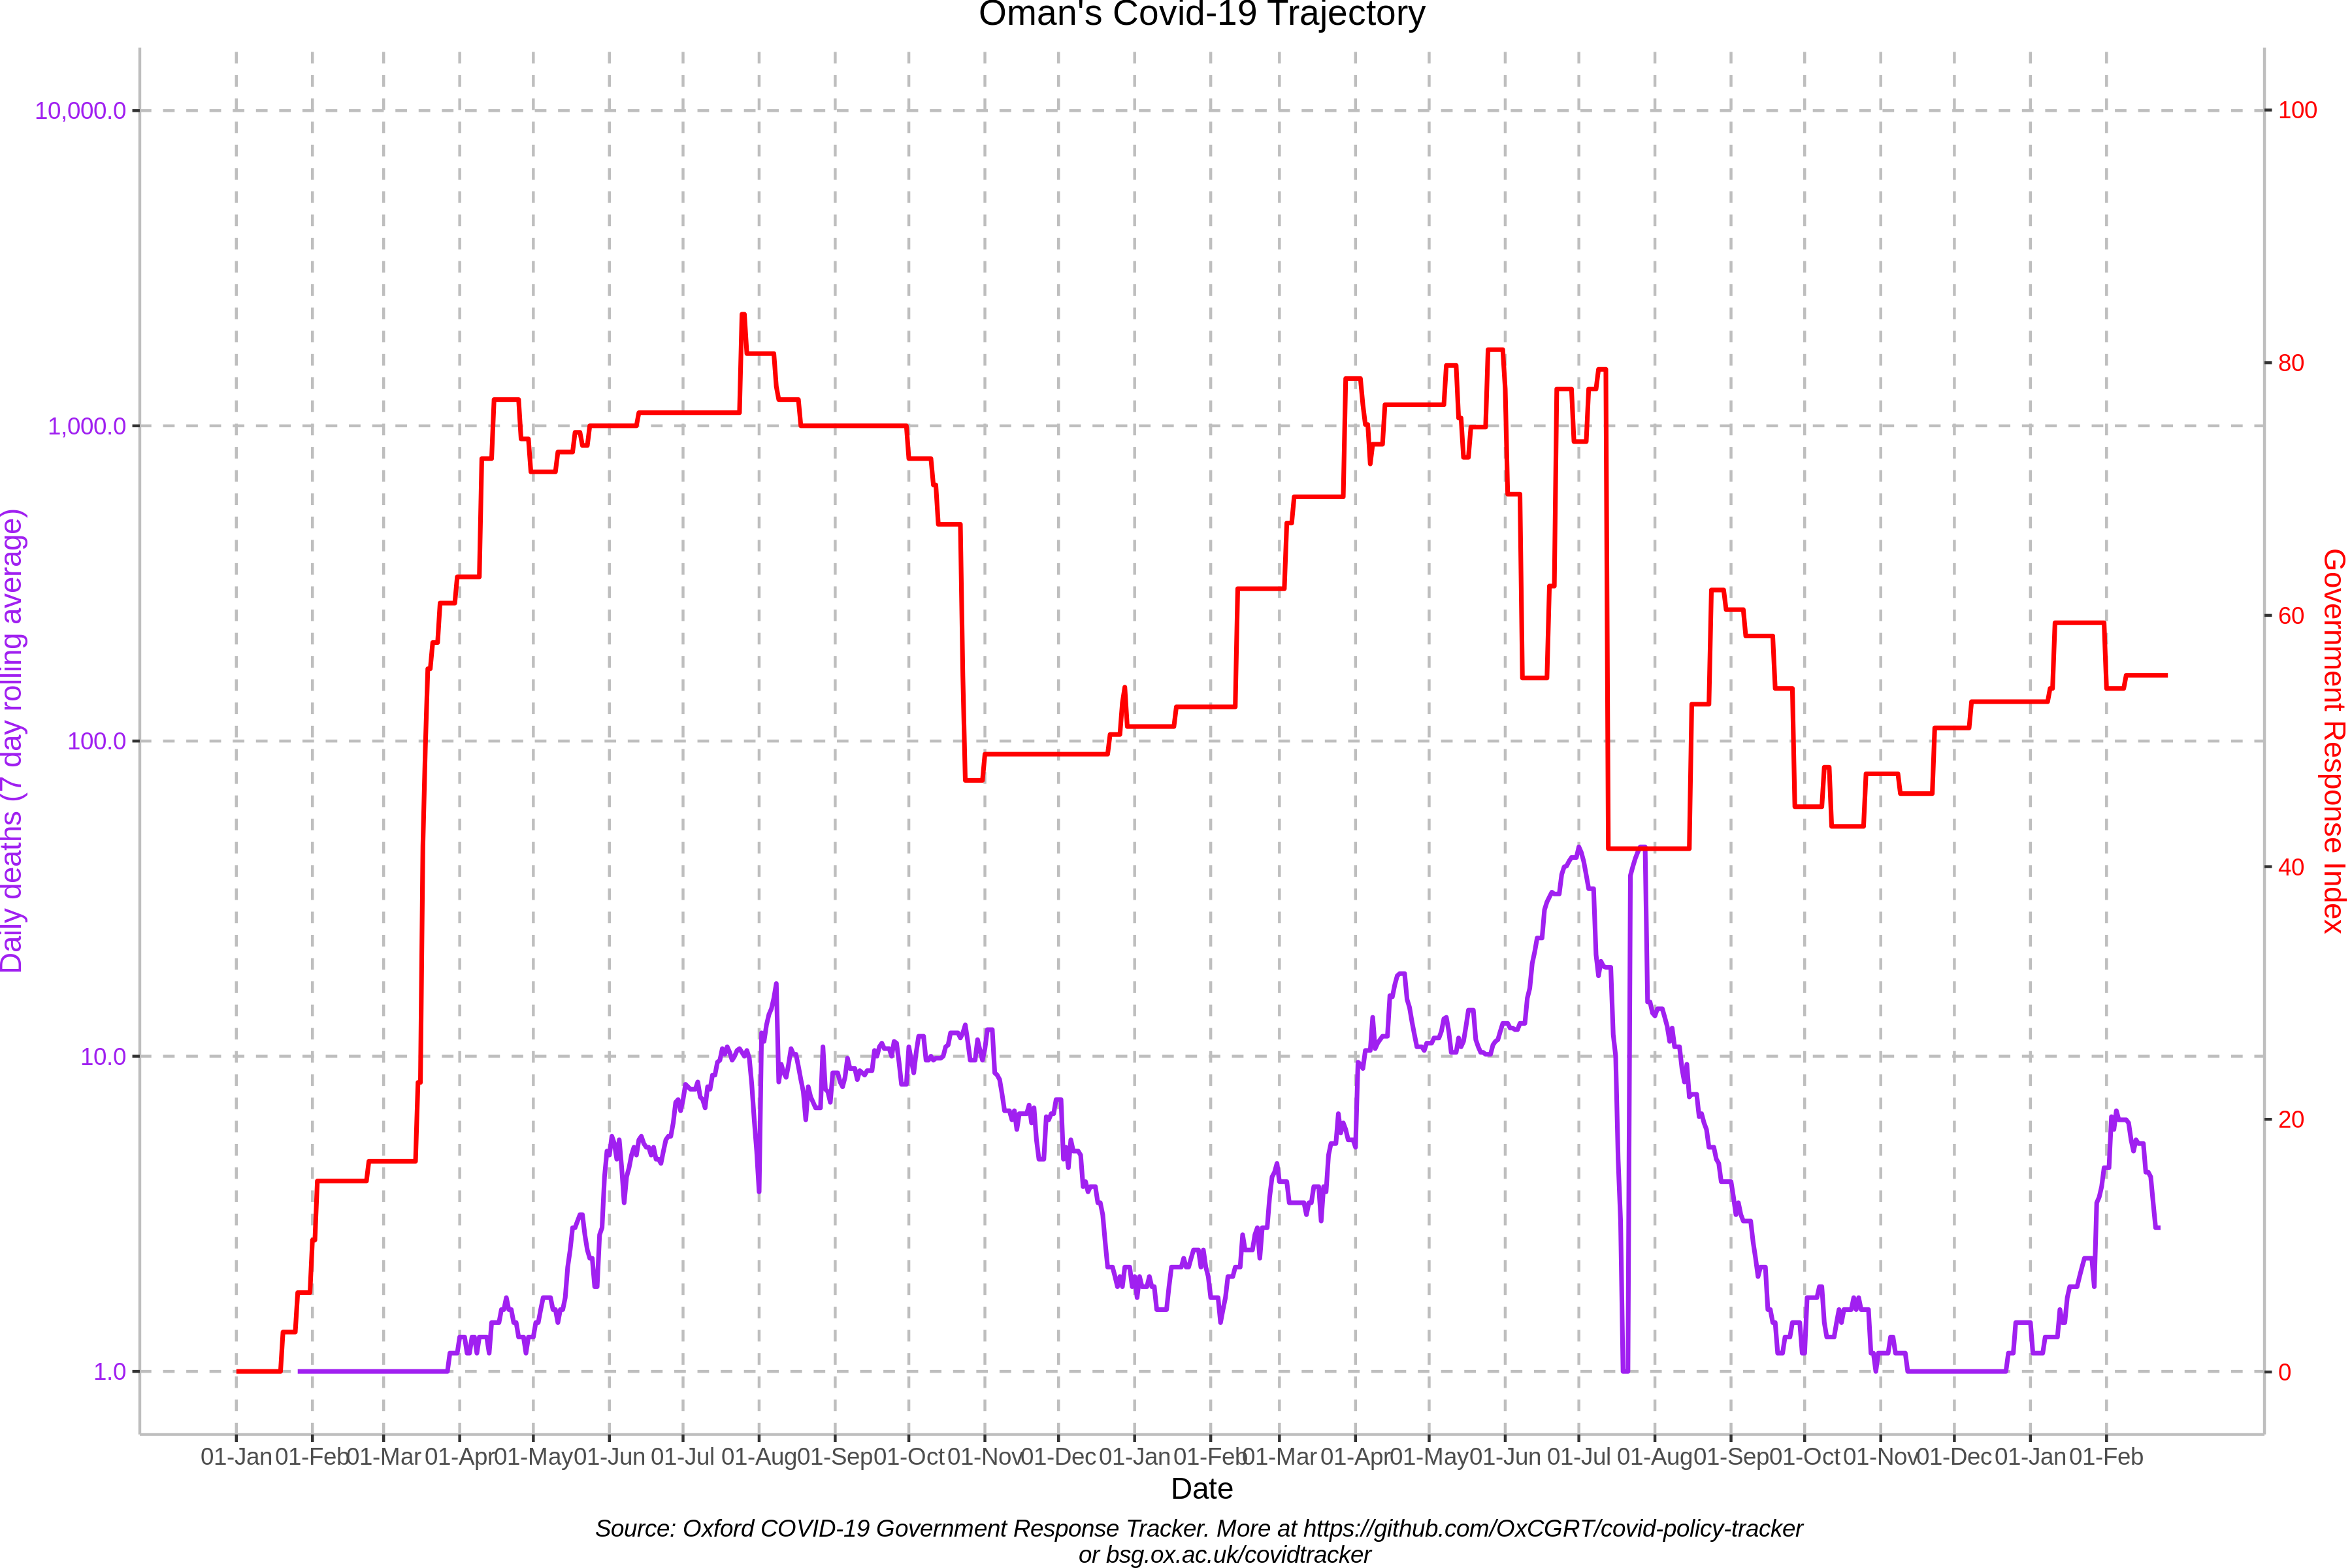 Oman's Covid-19 Trajectory
10,000.0
1,000.0
100.0
10.0
1.0
Daily deaths (7 day rolling average)
100
80
60
40
20
0
Government Response Index
01-Jan 01-Feb 01-Mar 01-Apr 01-May 01-Jun 01-Jul 01-Aug 01-Sep 01-Oct 01-Nov 01-Dec 01-Jan 01-Feb 01-Mar 01-Apr 01-May 01-Jun 01-Jul 01-Aug 01-Sep 01-Oct 01-Nov 01-Dec 01-Jan 01-Feb
Date
Source: Oxford COVID-19 Government Response Tracker. More at https://github.com/OxCGRT/covid-policy-tracker
or bsg.ox.ac.uk/covidtracker